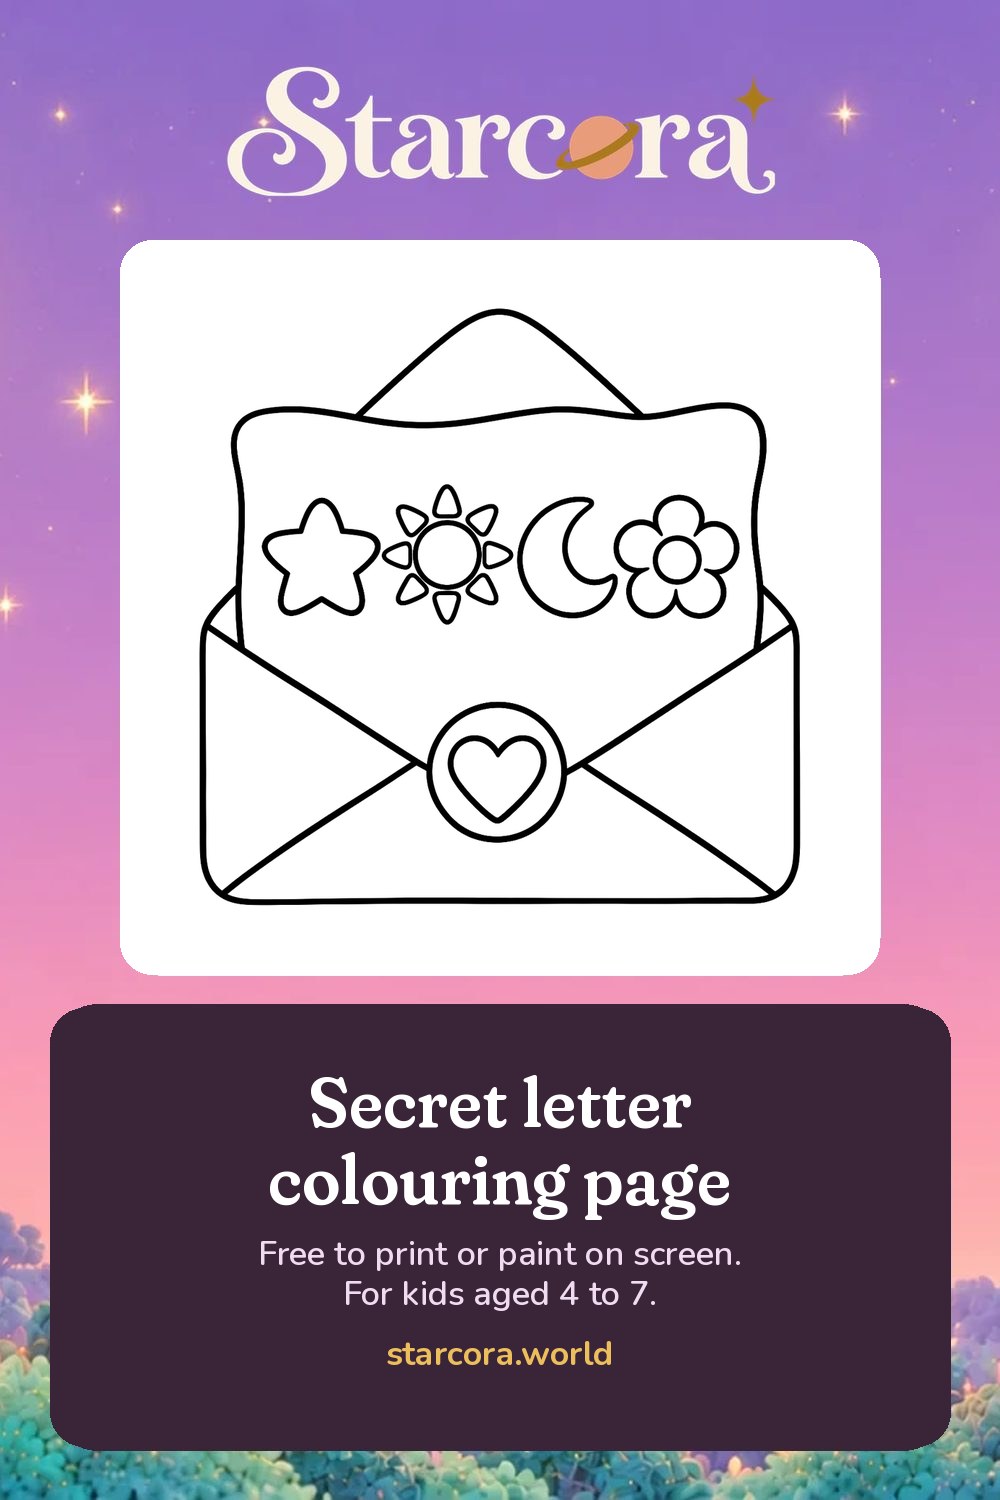 Starcora
Secret letter
colouring page
Free to print or paint on screen.
For kids aged 4 to 7.
starcora.world